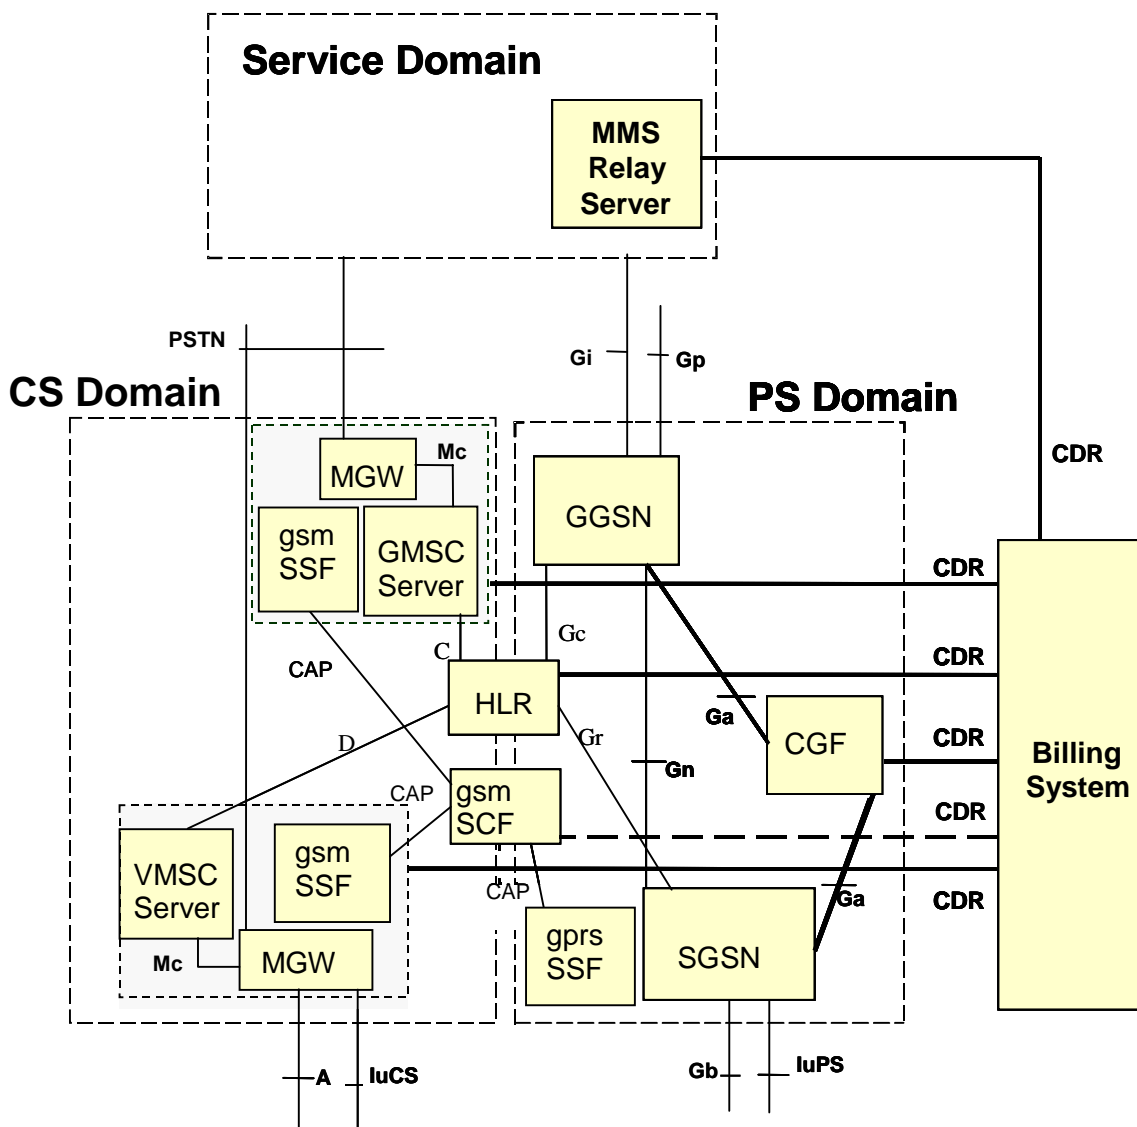 Service Domain
MMS
Relay
Server
PSTN
Gi
Gp
CS Domain
PS Domain
CDR
Mc
MGW
GGSN
gsm
SSF
GMSC
Server
CDR
Gc
C
CAP
CDR
HLR
Ga
D
Gr
CGF
CDR
Billing
System
Gn
CAP
gsm
SCF
CDR
gsm
SSF
VMSC
Server
CAP
Ga
CDR
gprs
SSF
SGSN
Mc
MGW
A
IuCS
Gb
IuPS